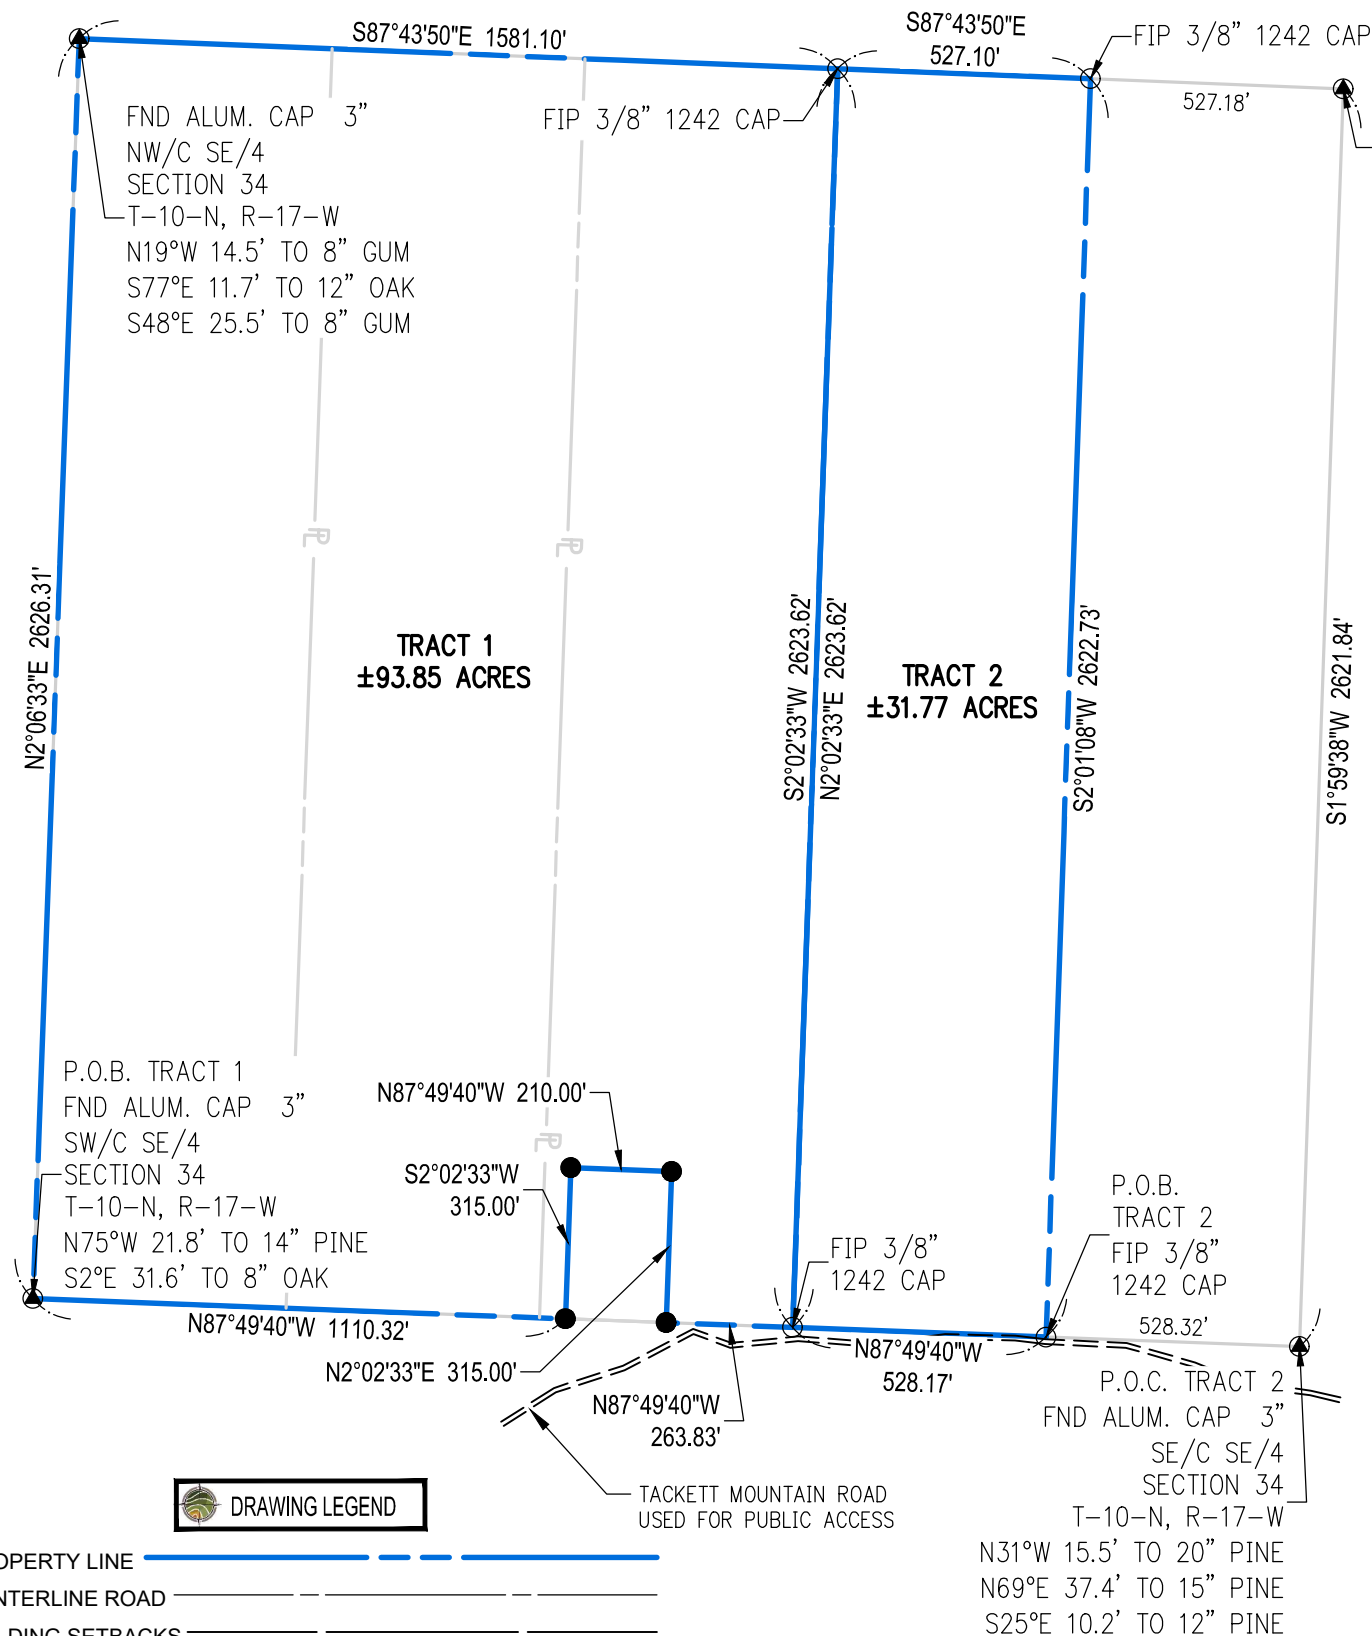 S87°43'50"E 1581.10'
S87°43'50"E
527.10'
FIP 3/8" 1242 CAP
527.18'
FIP 3/8" 1242 CAP
FND ALUM. CAP 3"
NW/C SE/4
SECTION 34
T-10-N, R-17-W
N19°W 14.5' TO 8" GUM
S77°E 11.7' TO 12" OAK
S48°E 25.5' TO 8" GUM
PL
PL
N2°06'33"E 2626.31'
TRACT 1
±93.85 ACRES
S2°02'33"W 2623.62'
N2°02'33"E 2623.62'
TRACT 2
±31.77 ACRES
S2°01'08"W 2622.73'
S1°59'38"W 2621.84'
P.O.B. TRACT 1
FND ALUM. CAP 3"
SW/C SE/4
SECTION 34
T-10-N, R-17-W
N75°W 21.8' TO 14" PINE
S2°E 31.6' TO 8" OAK
N87°49'40"W 210.00'
PL
S2°02'33"W
315.00'
P.O.B.
TRACT 2
FIP 3/8"
1242 CAP
FIP 3/8"
1242 CAP
N87°49'40"W 1110.32'
528.32'
N87°49'40"W
528.17'
N2°02'33"E 315.00'
N87°49'40"W
263.83'
P.O.C. TRACT 2
FND ALUM. CAP 3"
SE/C SE/4
SECTION 34
T-10-N, R-17-W
N31°W 15.5' TO 20" PINE
N69°E 37.4' TO 15" PINE
S25°E 10.2' TO 12" PINE
TACKETT MOUNTAIN ROAD
USED FOR PUBLIC ACCESS
DRAWING LEGEND
OPERTY LINE
NTERLINE ROAD
LDING SETBACKS